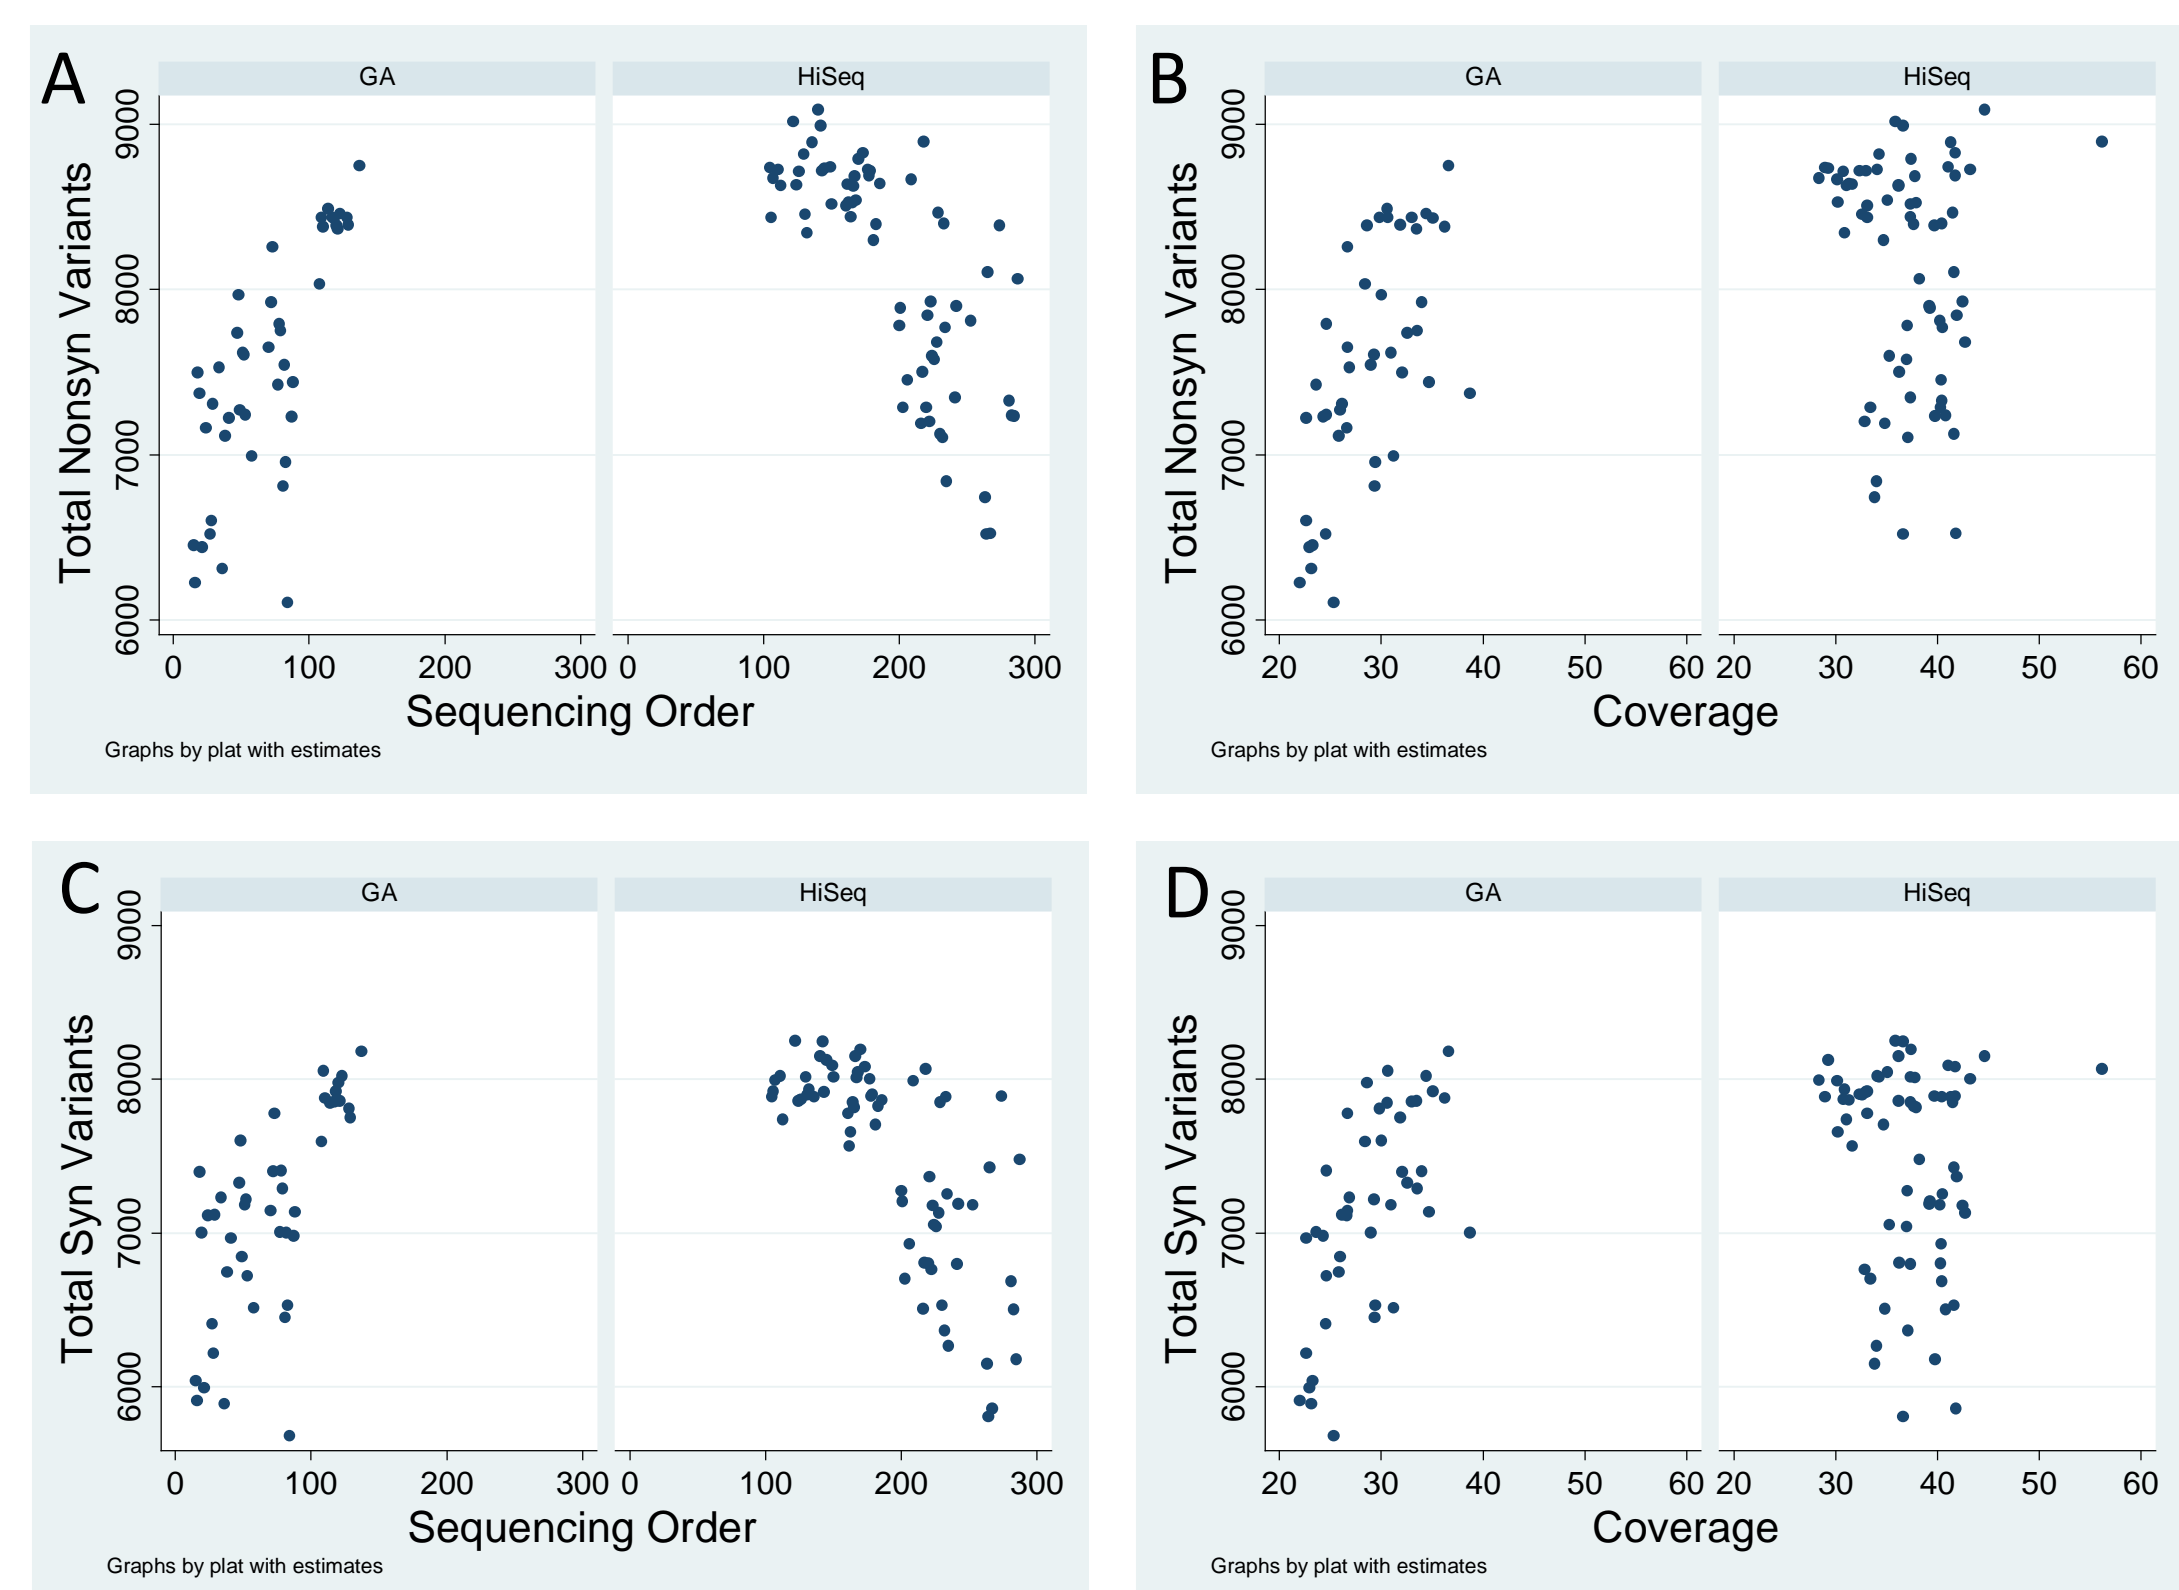 A
GA
HiSeq
Total Nonsyn Variants
9000
8000
7000
6000
0 100 200 300 0 100 200 300
Sequencing Order
Graphs by plat with estimates
B
GA
HiSeq
Total Nonsyn Variants
9000
8000
7000
6000
20 30 40 50 60 20 30 40 50 60
Coverage
Graphs by plat with estimates
C
GA
HiSeq
Total Syn Variants
9000
8000
7000
6000
0 100 200 300 0 100 200 300
Sequencing Order
Graphs by plat with estimates
D
GA
HiSeq
Total Syn Variants
9000
8000
7000
6000
20 30 40 50 60 20 30 40 50 60
Coverage
Graphs by plat with estimates